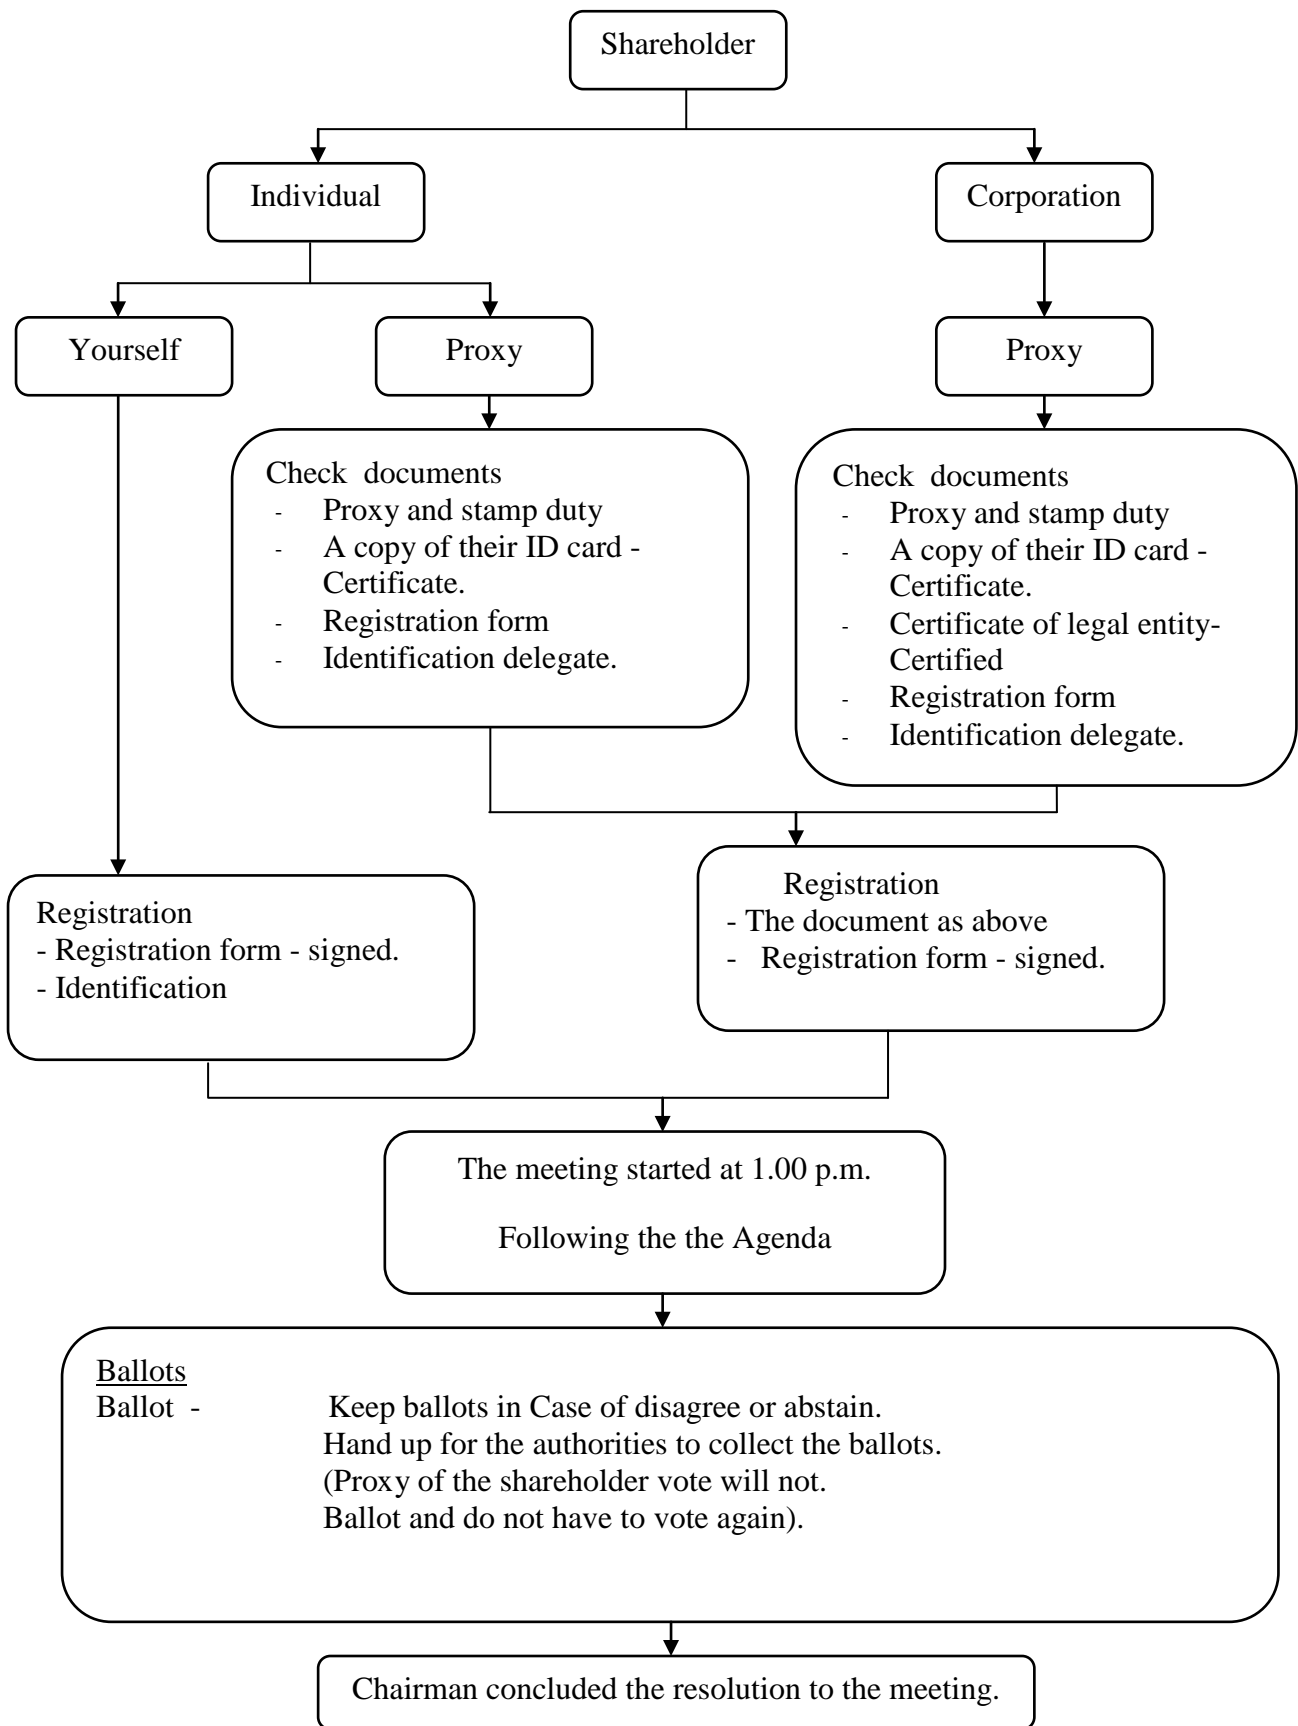 Shareholder
Individual
Corporation
Yourself
Proxy
Proxy
Check documents
- Proxy and stamp duty
- A copy of their ID card -
Certificate.
- Registration form
- Identification delegate.
Check documents
- Proxy and stamp duty
- A copy of their ID card -
Certificate.
- Certificate of legal entity-
Certified
- Registration form
- Identification delegate.
Registration
- Registration form - signed.
- Identification
Registration
- The document as above
- Registration form - signed.
The meeting started at 1.00 p.m.
Following the the Agenda
Ballots
Ballot - Keep ballots in Case of disagree or abstain.
Hand up for the authorities to collect the ballots.
(Proxy of the shareholder vote will not.
Ballot and do not have to vote again).
Chairman concluded the resolution to the meeting.